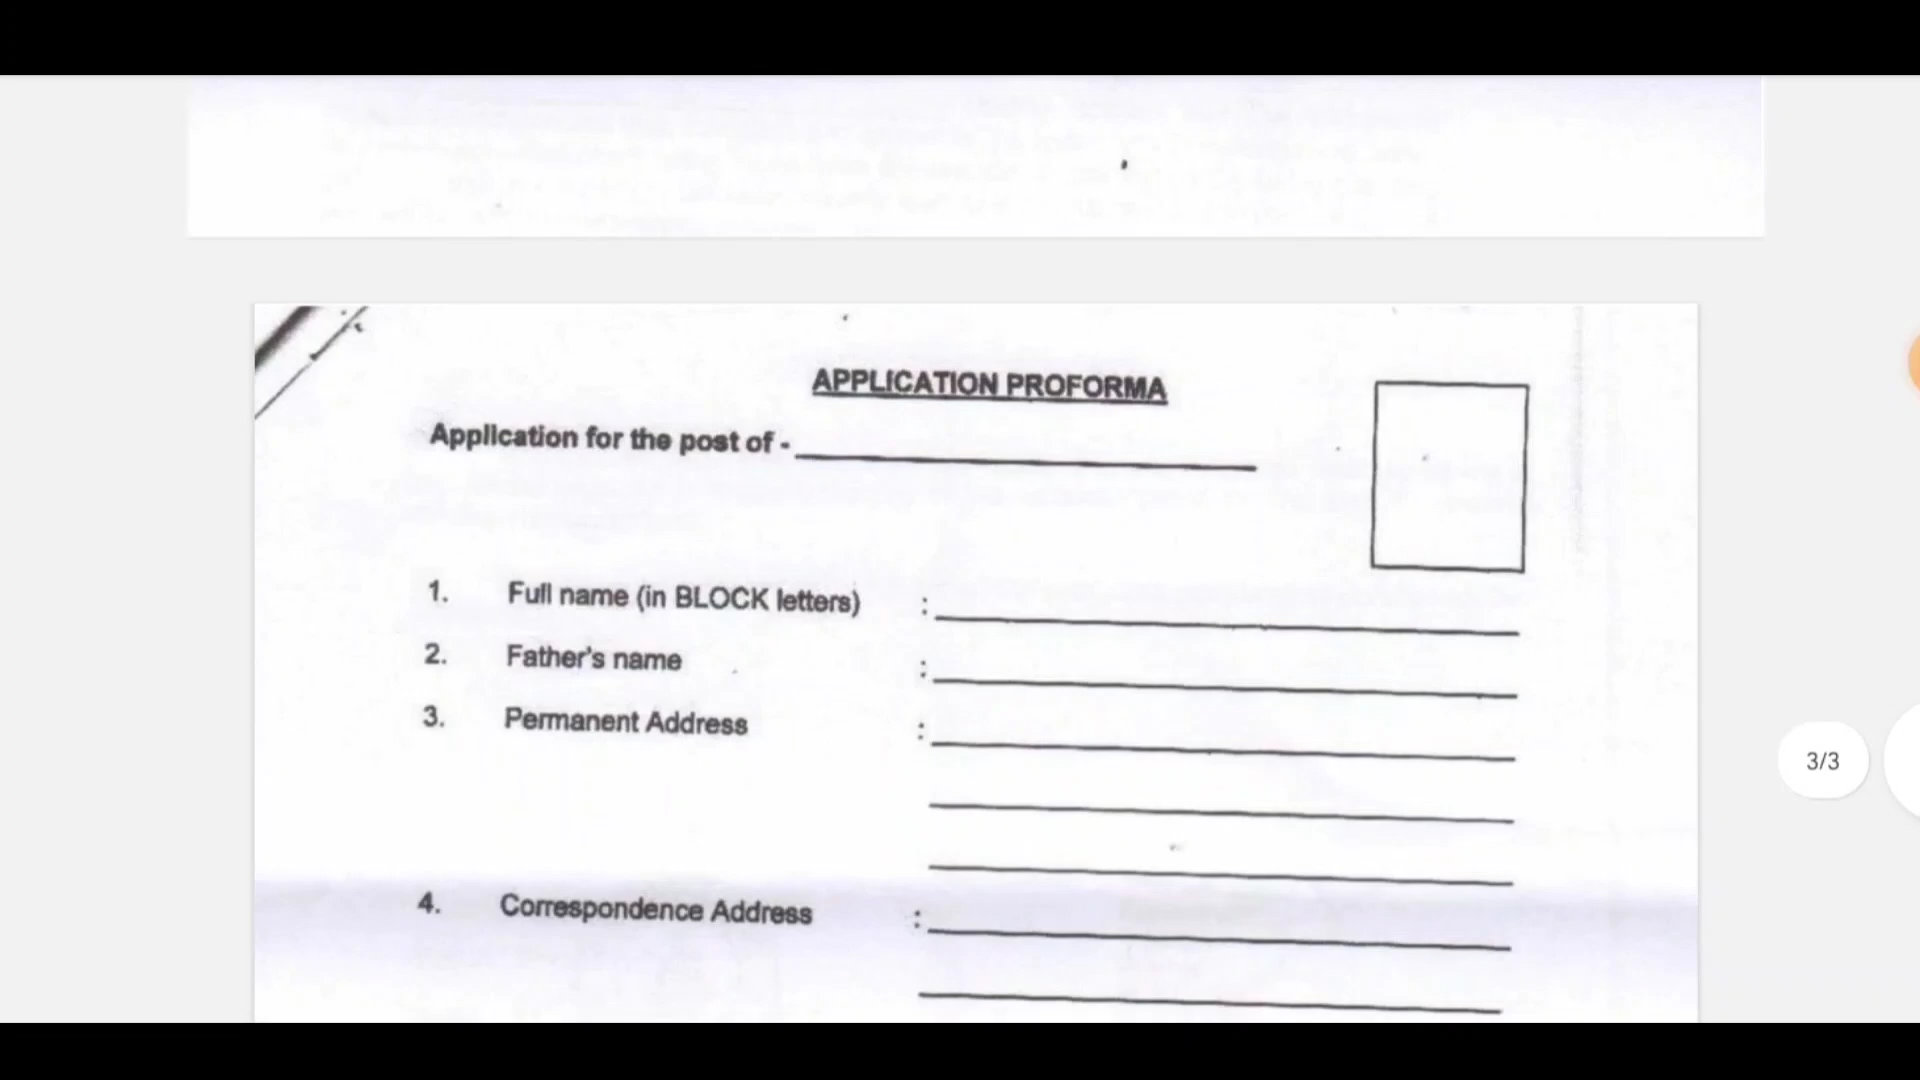 APPLICATION PROFORMA
Application for the post of -
1. Full name (in BLOCK letters) :
2. Father's name :
3. Permanent Address :
4. Correspondence Address :
3/3